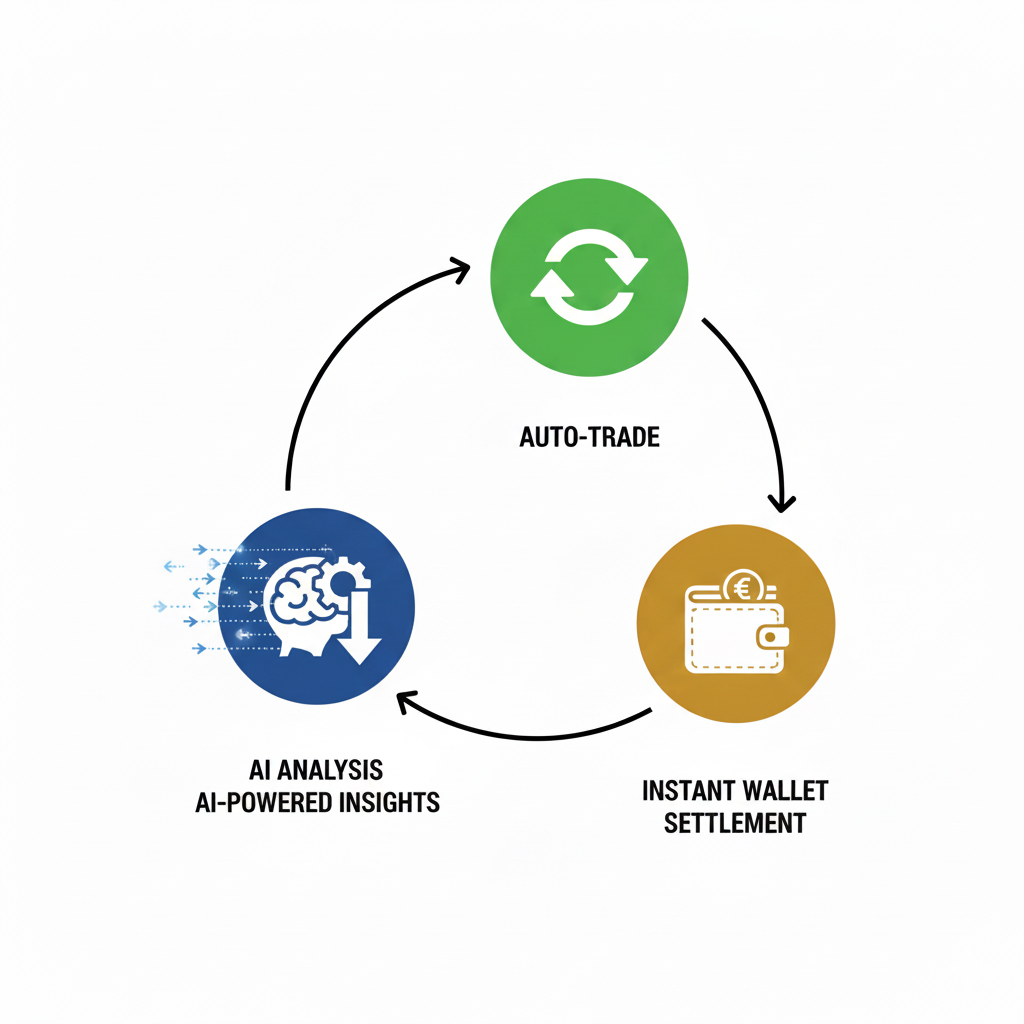 AUTO-TRADE
AI ANALYSIS
AI-POWERED INSIGHTS
€
INSTANT WALLET
SETTLEMENT